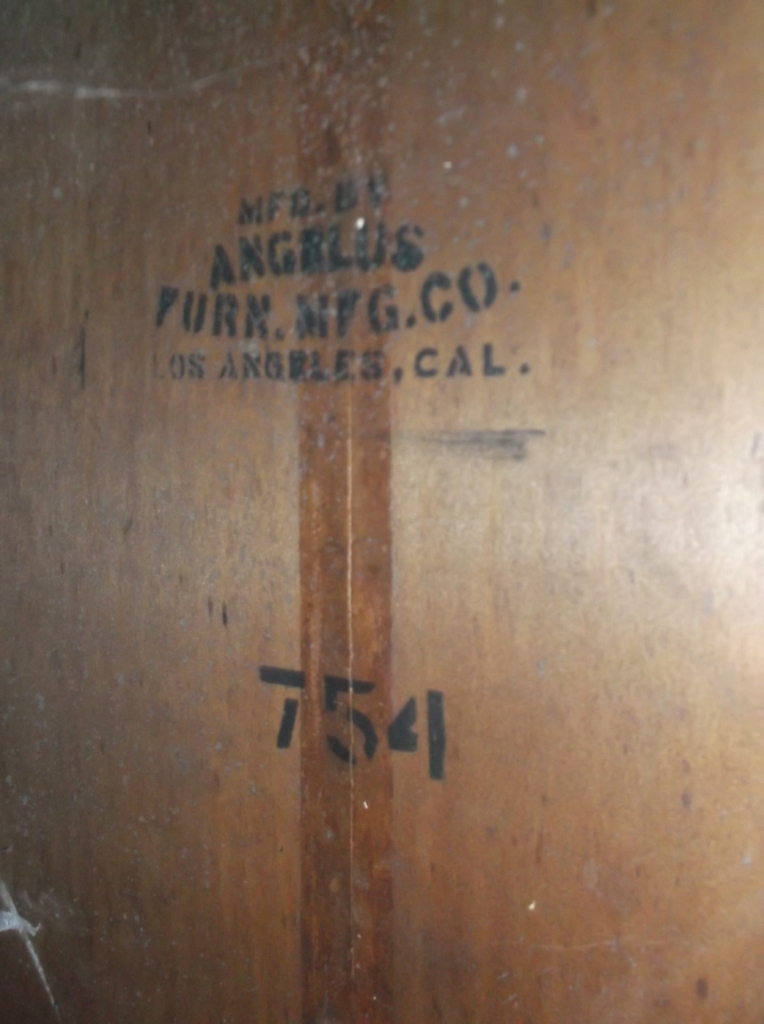 MFG. BY
ANGELUS
FURN. MFG. CO.
LOS ANGELES, CAL.
754